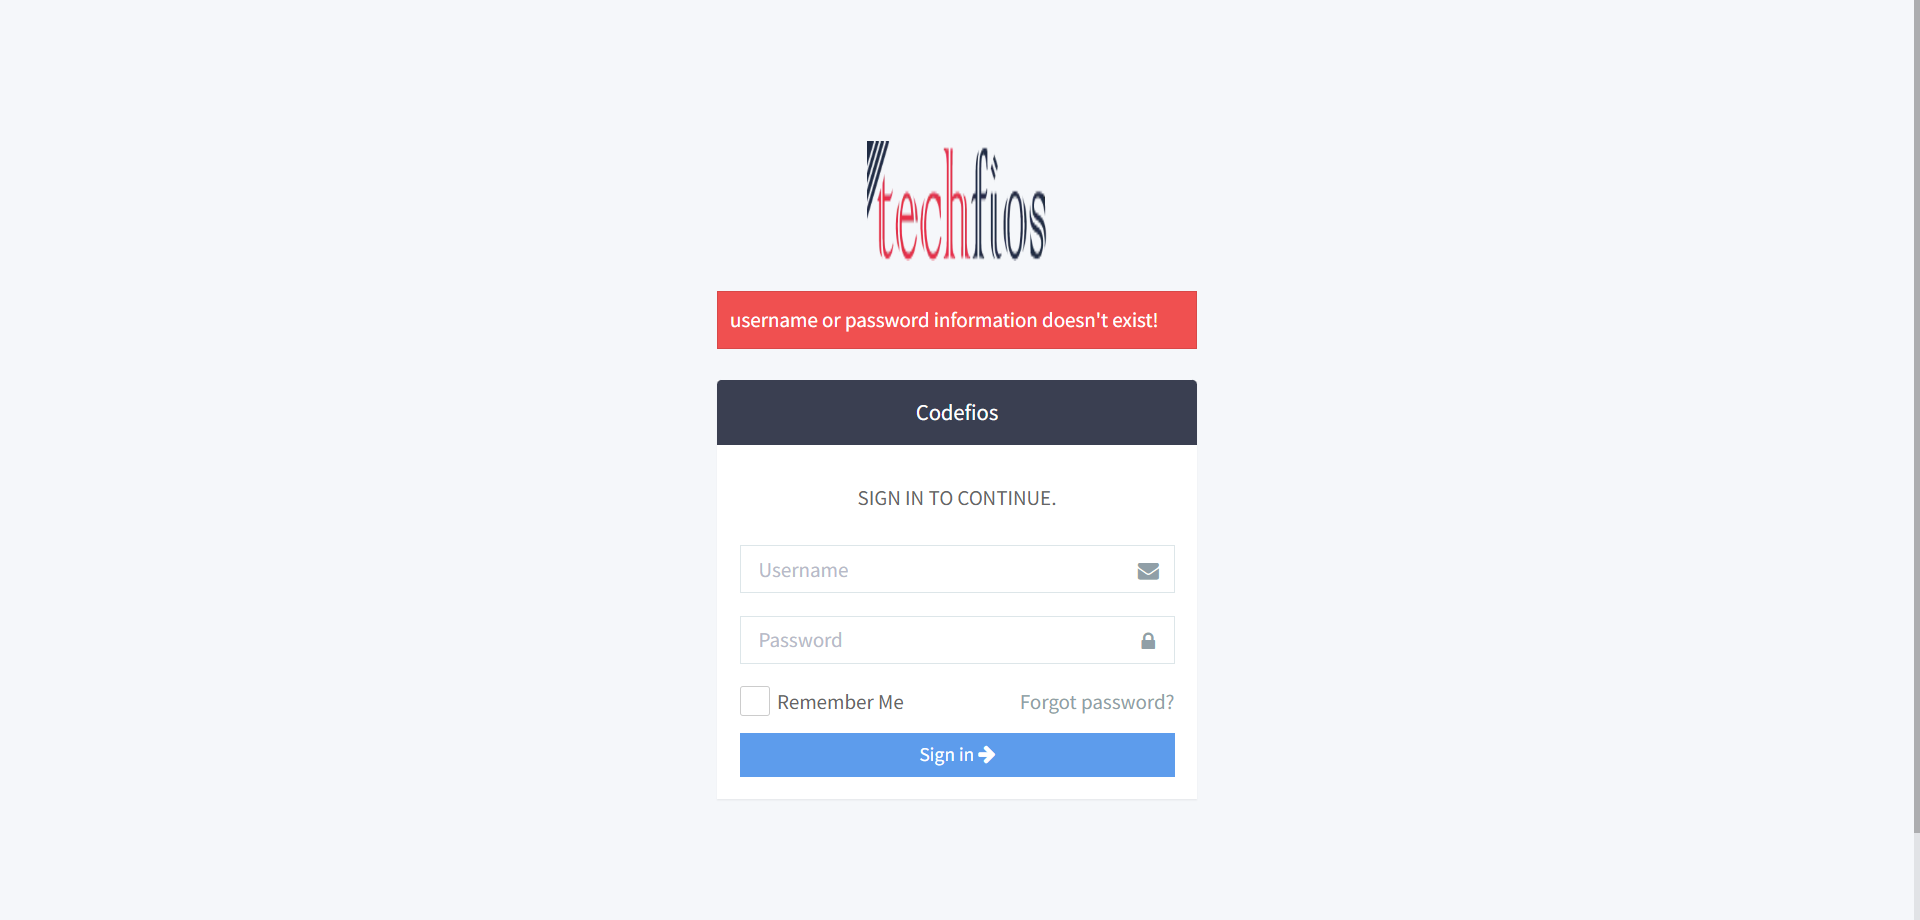 techfios
username or password information doesn't exist!
Codefios
SIGN IN TO CONTINUE.
Username
Password
Remember Me Forgot password?
Sign in